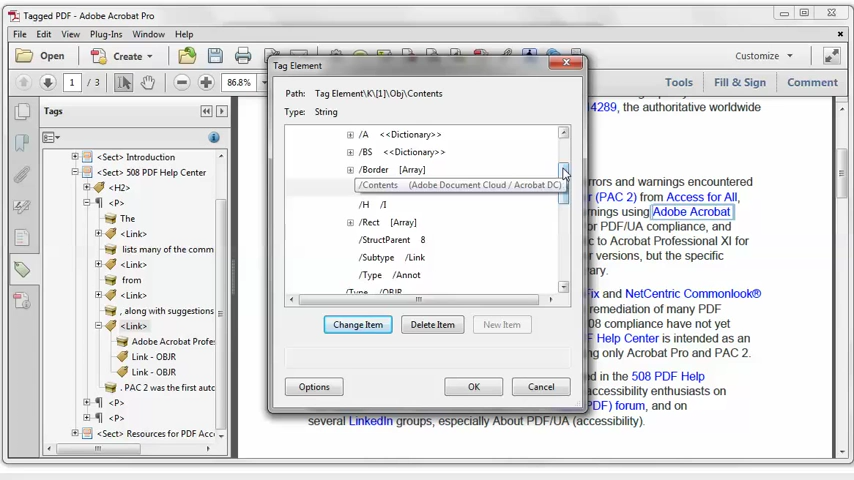 Tagged PDF - Adobe Acrobat Pro
File Edit View Plug-Ins Link Window Help
Open Create Customize
1 / 3 86.8% Tools Fill & Sign Comment
Tags
<Sect> Introduction
<Sect> 508 PDF Help Center
<H2>
<P>
The
<Link>
lists many of the comm
<Link>
from
<Link>
, along with suggestions
<Link>
Adobe Acrobat Profes
Link - OBJR
Link - OBJR
. PAC 2 was the first auto
<P>
<P>
<Sect> Resources for PDF Acc
Tag Element
Path: Tag Element\K\[1]\Obj\Contents
Type: String
/A <<Dictionary>>
/BS <<Dictionary>>
/Border [Array]
/Contents (Adobe Document Cloud / Acrobat DC)
/H /I
/Rect [Array]
/StructParent 8
/Subtype /Link
/Type /Annot
/Type /OBJR
Change Item Delete Item New Item
Options OK Cancel
14289, the authoritative worldwide
rrors and warnings encountered
r (PAC 2) from Access for All,
rnings using Adobe Acrobat
or PDF/UA compliance, and
c to Acrobat Professional XI for
r versions, but the specific
rary.
Fix and NetCentric Commonlook®
remediation of many PDF
08 compliance have not yet
F Help Center is intended as an
ng only Acrobat Pro and PAC 2.
d in the 508 PDF Help
accessibility enthusiasts on
PDF) forum, and on
several LinkedIn groups, especially About PDF/UA (accessibility).